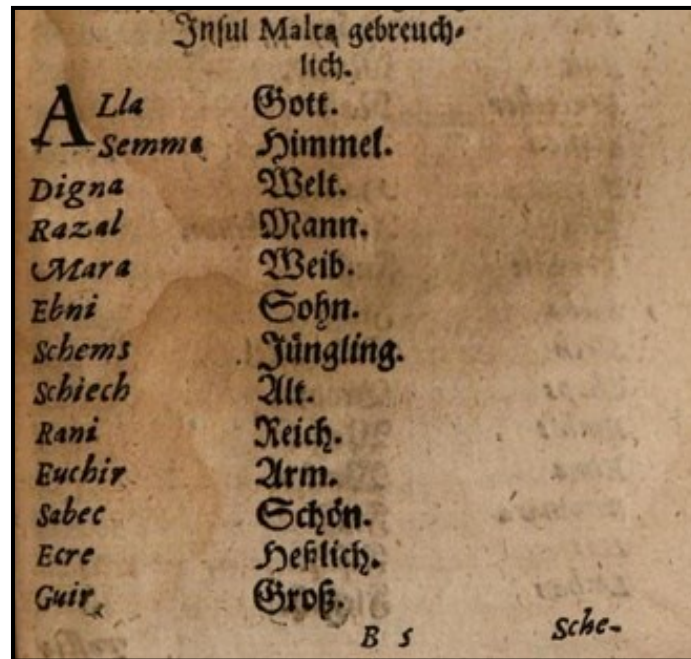 Insul Malta gebreuch⸗
lich.
ALla Gott.
Semma Himmel.
Digna Welt.
Razal Mann.
Mara Weib.
Ebni Sohn.
Schems Jüngling.
Schiech Alt.
Rani Reich.
Euchir Arm.
Sabec Schön.
Ecre Heßlich.
Guir Groß.
B 5 Sche-